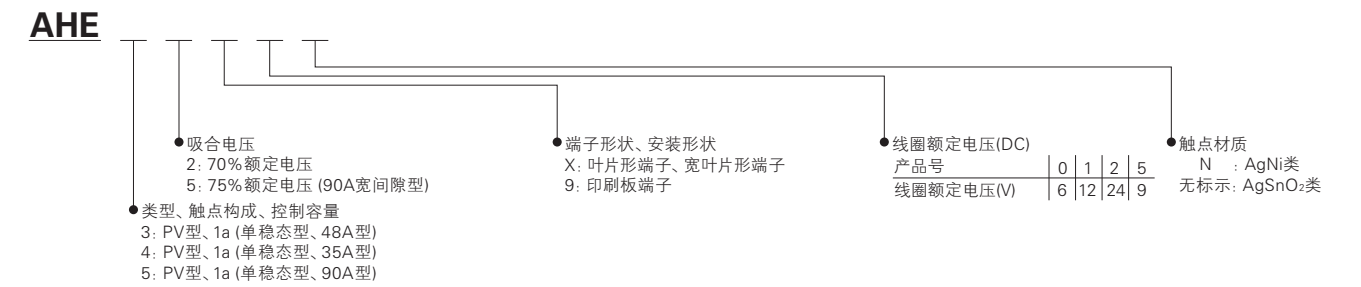 AHE
吸合电压
2: 70%额定电压
5: 75%额定电压 (90A宽间隙型)
类型、触点构成、控制容量
3: PV型、1a (单稳态型、48A型)
4: PV型、1a (单稳态型、35A型)
5: PV型、1a (单稳态型、90A型)
端子形状、安装形状
X: 叶片形端子、宽叶片形端子
9: 印刷板端子
线圈额定电压(DC)
产品号 0 1 2 5
线圈额定电压(V) 6 12 24 9
触点材质
N : AgNi类
无标示: AgSnO₂类